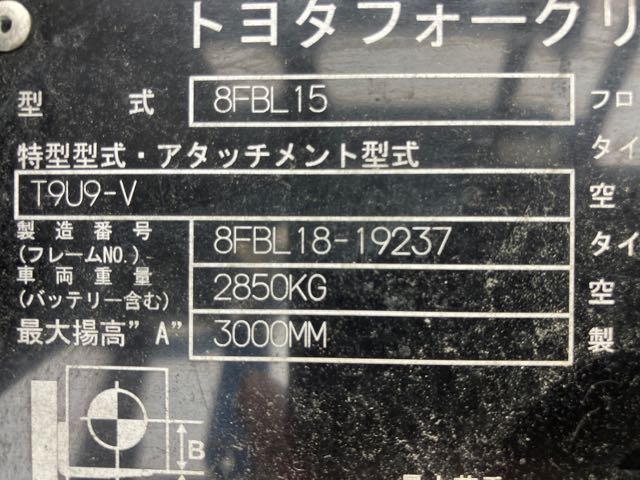 トヨタフォークリ
型 式 8FBL15 フロ
特型型式・アタッチメント型式 タイ
T9U9-V 空
製造番号
(フレームNO.) 8FBL18-19237 タイ
車両重量
(バッテリー含む) 2850KG 空
最大揚高"A" 3000MM 製
B